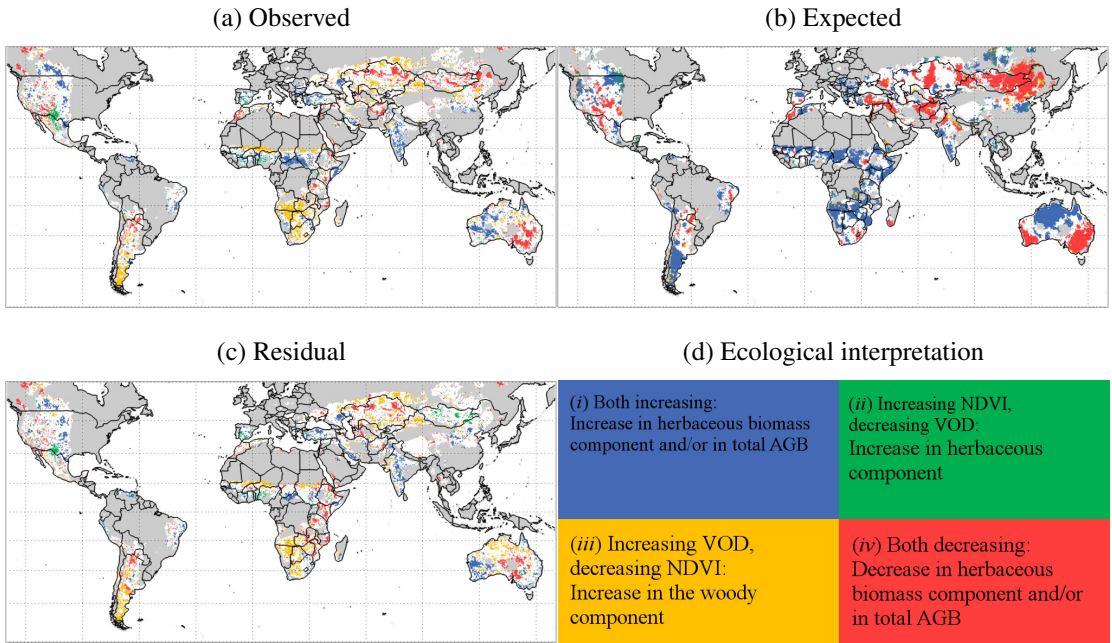 (a) Observed
(b) Expected
(c) Residual
(d) Ecological interpretation
(i) Both increasing:
Increase in herbaceous biomass
component and/or in total AGB
(ii) Increasing NDVI,
decreasing VOD:
Increase in herbaceous
component
(iii) Increasing VOD,
decreasing NDVI:
Increase in the woody
component
(iv) Both decreasing:
Decrease in herbaceous
biomass component and/or
in total AGB